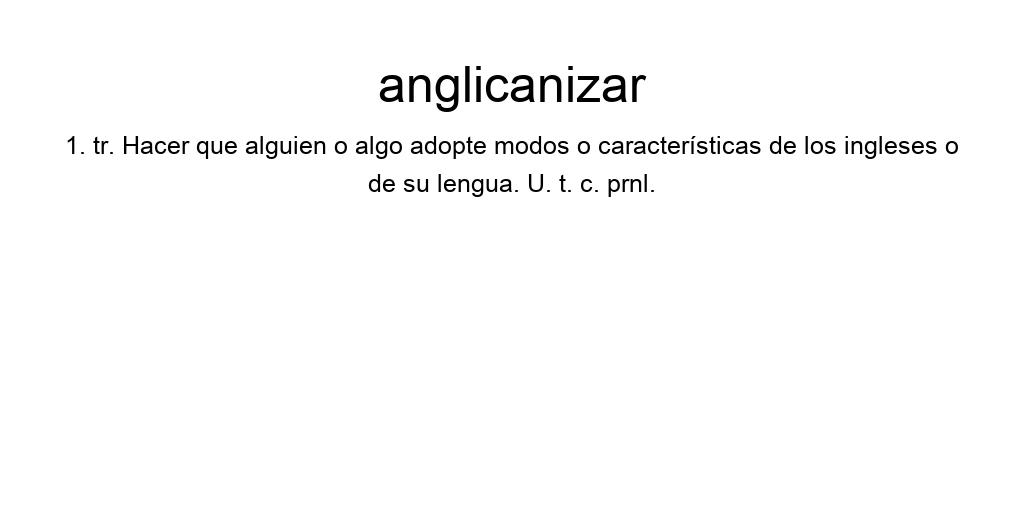 anglicanizar
1. tr. Hacer que alguien o algo adopte modos o características de los ingleses o
de su lengua. U. t. c. prnl.